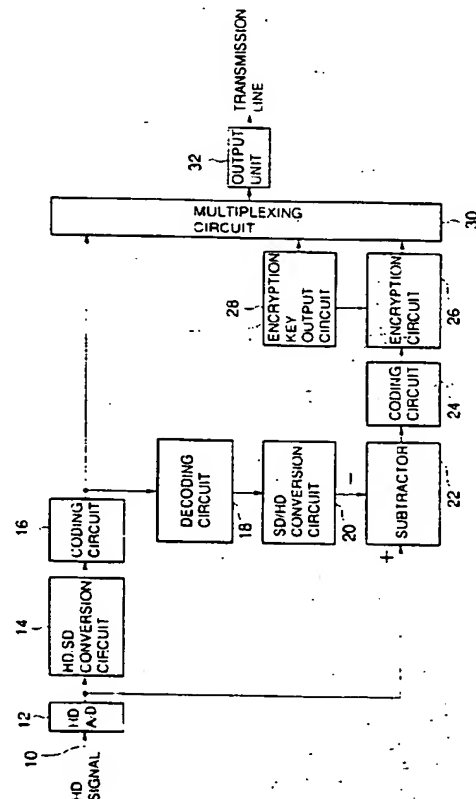 HD
SIGNAL
10
12
HD
A/D
14
HD.SD
CONVERSION
CIRCUIT
16
CODING
CIRCUIT
DECODING
CIRCUIT
18
SD/HD
CONVERSION
CIRCUIT
20
−
+
SUBTRACTOR
22
CODING
CIRCUIT
24
28
ENCRYPTION
KEY
OUTPUT
CIRCUIT
ENCRYPTION
CIRCUIT
26
MULTIPLEXING
CIRCUIT
30
32
OUTPUT
UNIT
TRANSMISSION
LINE